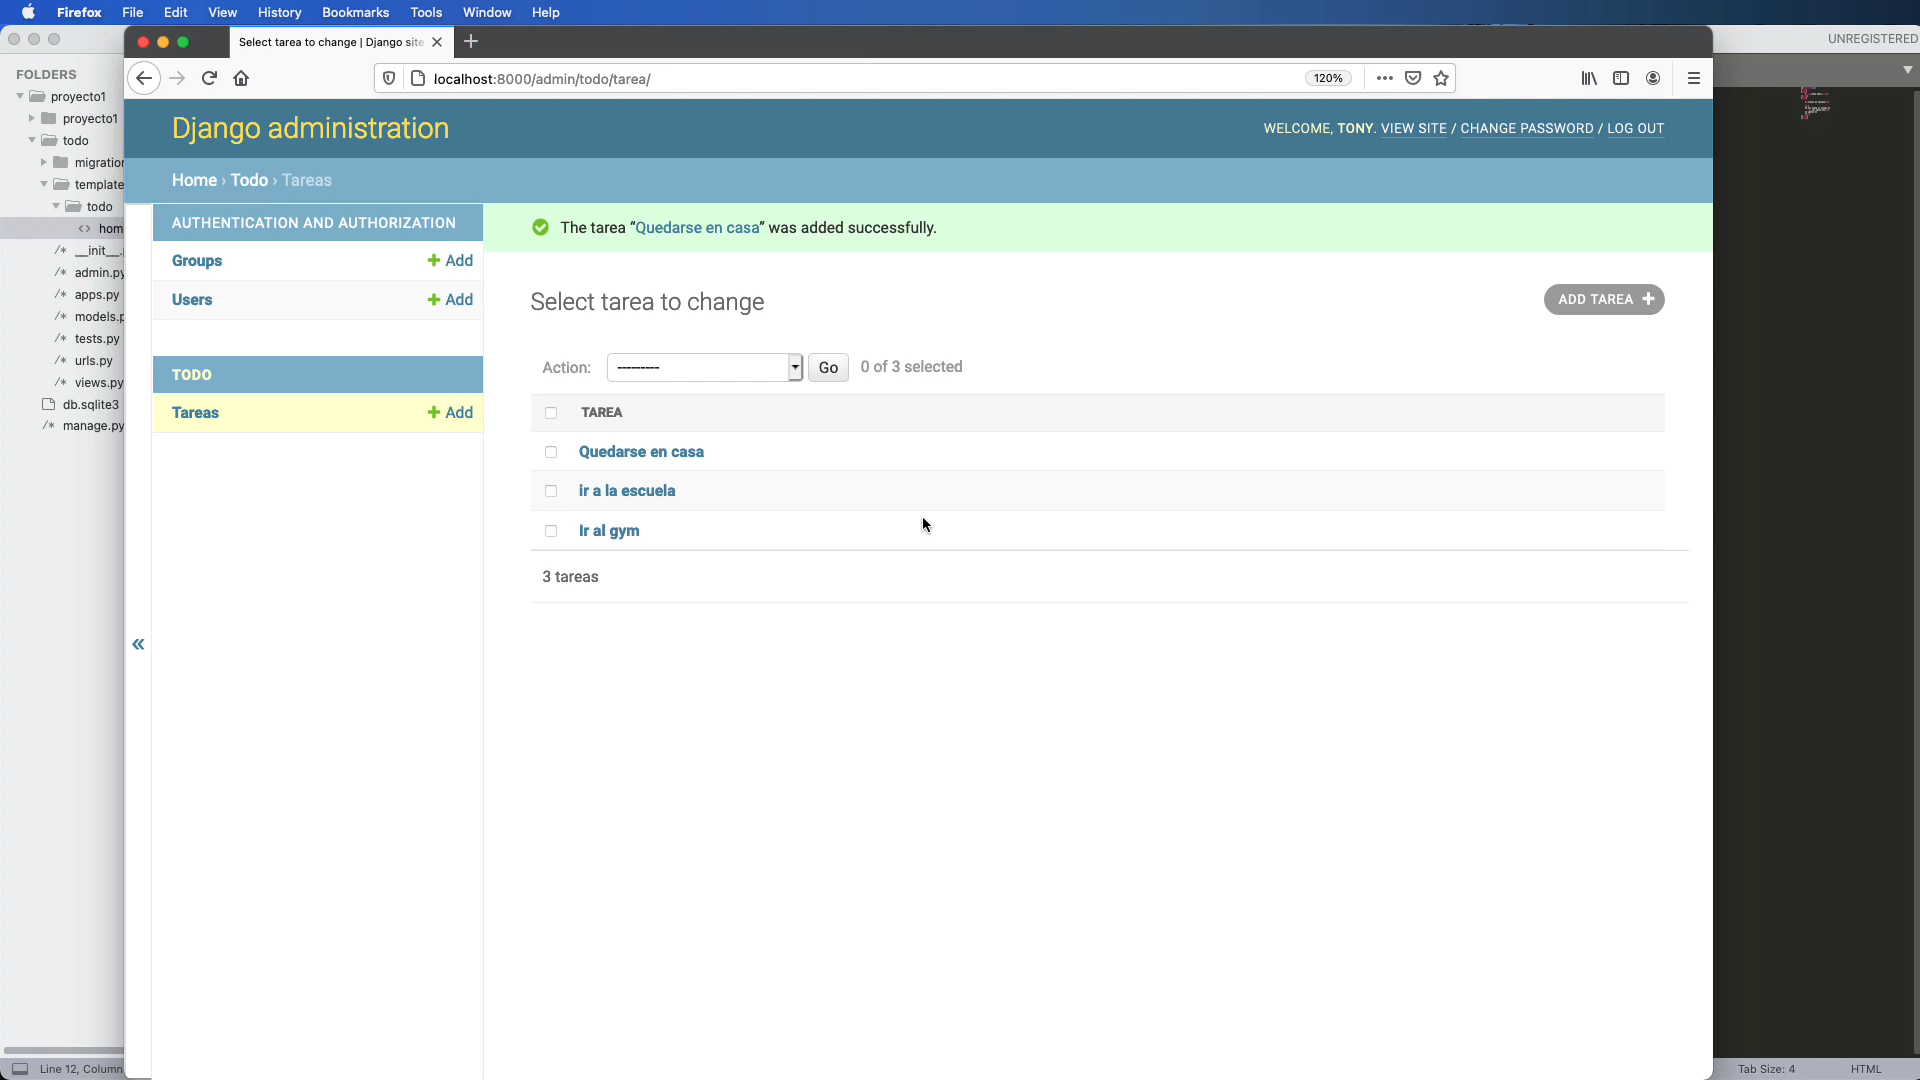 Firefox File Edit View History Bookmarks Tools Window Help
UNREGISTERED
Select tarea to change | Django site
localhost:8000/admin/todo/tarea/
120%
FOLDERS
proyecto1
proyecto1
todo
migration
template
todo
hom
__init__.
admin.py
apps.py
models.p
tests.py
urls.py
views.py
db.sqlite3
manage.py
Django administration
WELCOME, TONY. VIEW SITE / CHANGE PASSWORD / LOG OUT
Home › Todo › Tareas
AUTHENTICATION AND AUTHORIZATION
Groups + Add
Users + Add
TODO
Tareas + Add
The tarea “Quedarse en casa” was added successfully.
Select tarea to change
ADD TAREA +
Action: --------- Go 0 of 3 selected
TAREA
Quedarse en casa
ir a la escuela
Ir al gym
3 tareas
«
Line 12, Column
Tab Size: 4
HTML